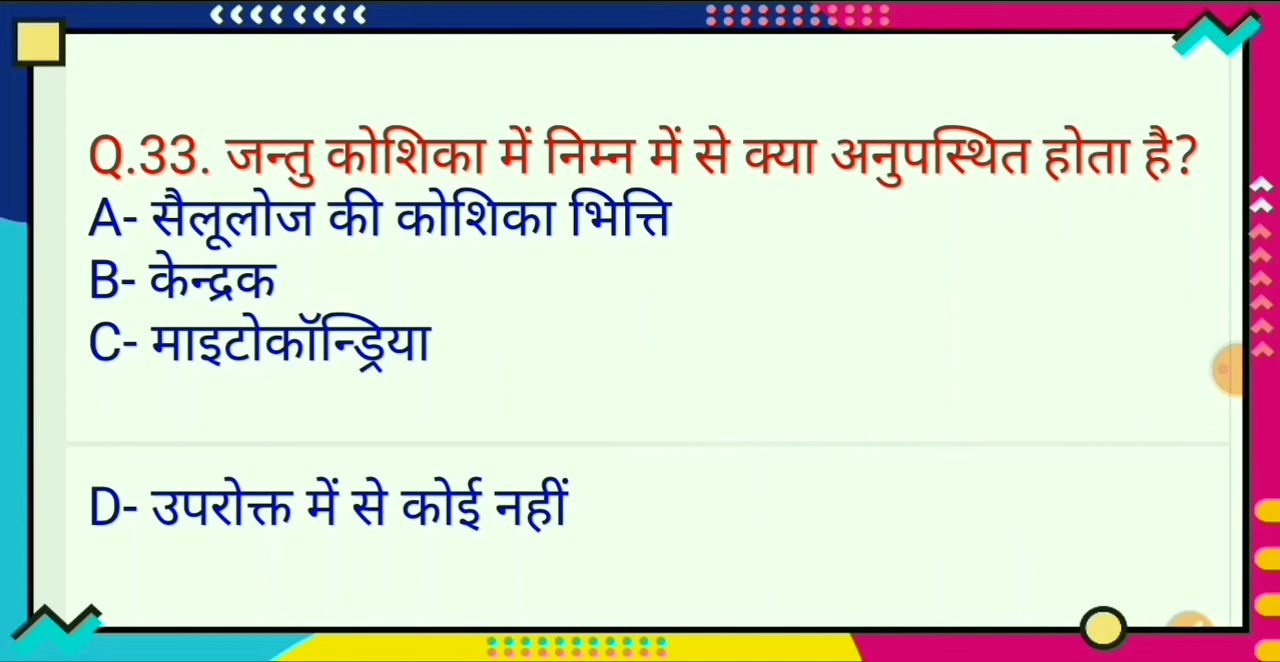 Q.33. जन्तु कोशिका में निम्न में से क्या अनुपस्थित होता है?
A- सैलूलोज की कोशिका भित्ति
B- केन्द्रक
C- माइटोकॉन्ड्रिया
D- उपरोक्त में से कोई नहीं